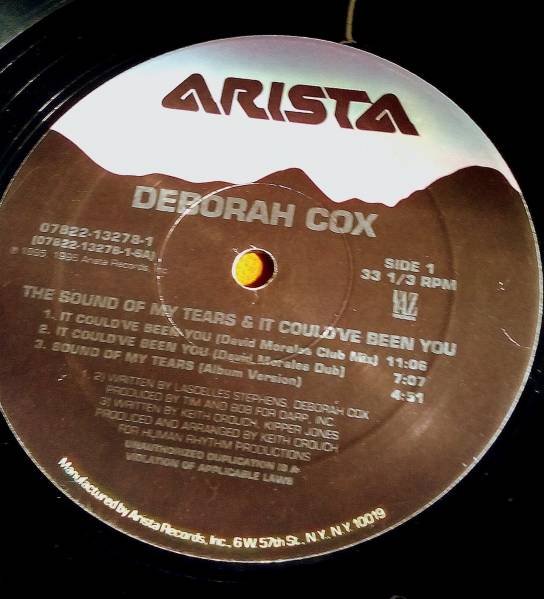 ARISTA
DEBORAH COX
07822-13278-1
(07822-13278-1-SA)
℗ 1995, 1996 Arista Records, Inc.
SIDE 1
33 1/3 RPM
THE SOUND OF MY TEARS & IT COULD'VE BEEN YOU
1. IT COULD'VE BEEN YOU (David Morales Club Mix) 11:06
2. IT COULD'VE BEEN YOU (David Morales Dub) 7:07
3. SOUND OF MY TEARS (Album Version) 4:51
1, 2) WRITTEN BY LASCELLES STEPHENS, DEBORAH COX
PRODUCED BY TIM AND BOB FOR DARP, INC.
3) WRITTEN BY KEITH CROUCH, KIPPER JONES
PRODUCED AND ARRANGED BY KEITH CROUCH
FOR HUMAN RHYTHM PRODUCTIONS
UNAUTHORIZED DUPLICATION IS A
VIOLATION OF APPLICABLE LAWS
Manufactured by Arista Records, Inc., 6 W. 57th St., N.Y., N.Y. 10019